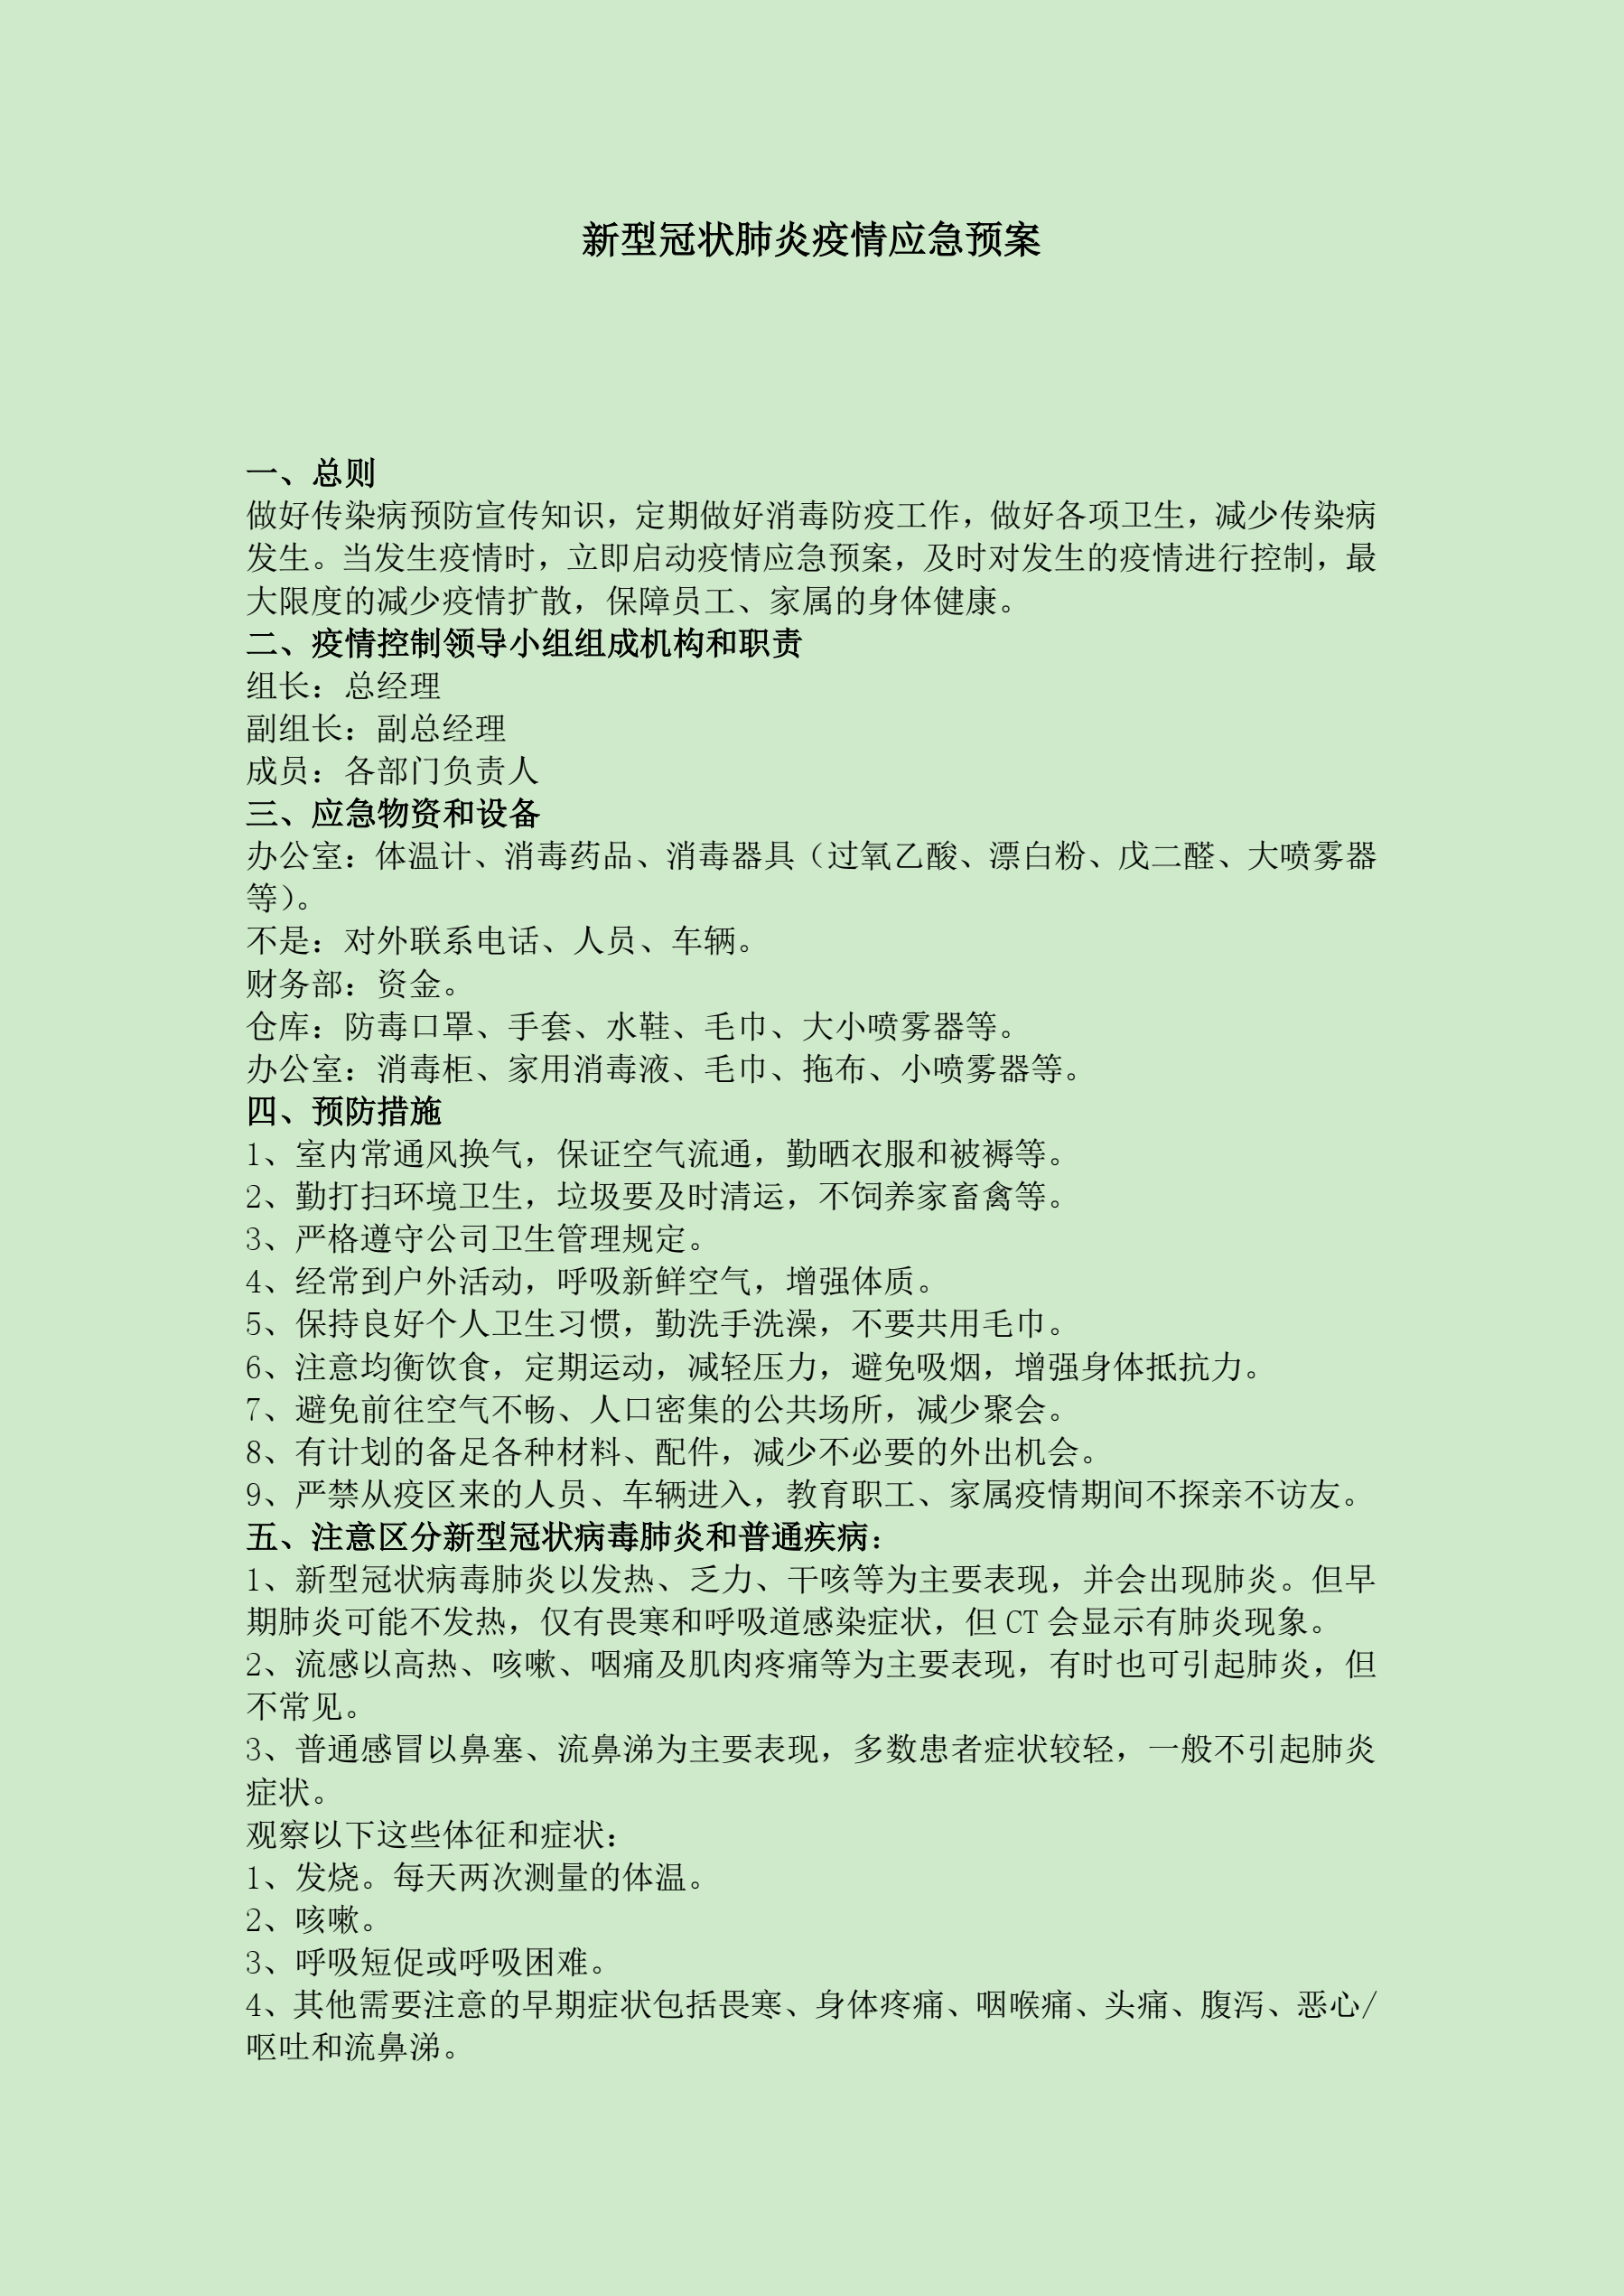 新型冠状肺炎疫情应急预案
一、总则
做好传染病预防宣传知识，定期做好消毒防疫工作，做好各项卫生，减少传染病
发生。当发生疫情时，立即启动疫情应急预案，及时对发生的疫情进行控制，最
大限度的减少疫情扩散，保障员工、家属的身体健康。
二、疫情控制领导小组组成机构和职责
组长：总经理
副组长：副总经理
成员：各部门负责人
三、应急物资和设备
办公室：体温计、消毒药品、消毒器具（过氧乙酸、漂白粉、戊二醛、大喷雾器
等）。
不是：对外联系电话、人员、车辆。
财务部：资金。
仓库：防毒口罩、手套、水鞋、毛巾、大小喷雾器等。
办公室：消毒柜、家用消毒液、毛巾、拖布、小喷雾器等。
四、预防措施
1、室内常通风换气，保证空气流通，勤晒衣服和被褥等。
2、勤打扫环境卫生，垃圾要及时清运，不饲养家畜禽等。
3、严格遵守公司卫生管理规定。
4、经常到户外活动，呼吸新鲜空气，增强体质。
5、保持良好个人卫生习惯，勤洗手洗澡，不要共用毛巾。
6、注意均衡饮食，定期运动，减轻压力，避免吸烟，增强身体抵抗力。
7、避免前往空气不畅、人口密集的公共场所，减少聚会。
8、有计划的备足各种材料、配件，减少不必要的外出机会。
9、严禁从疫区来的人员、车辆进入，教育职工、家属疫情期间不探亲不访友。
五、注意区分新型冠状病毒肺炎和普通疾病：
1、新型冠状病毒肺炎以发热、乏力、干咳等为主要表现，并会出现肺炎。但早
期肺炎可能不发热，仅有畏寒和呼吸道感染症状，但 CT 会显示有肺炎现象。
2、流感以高热、咳嗽、咽痛及肌肉疼痛等为主要表现，有时也可引起肺炎，但
不常见。
3、普通感冒以鼻塞、流鼻涕为主要表现，多数患者症状较轻，一般不引起肺炎
症状。
观察以下这些体征和症状：
1、发烧。每天两次测量的体温。
2、咳嗽。
3、呼吸短促或呼吸困难。
4、其他需要注意的早期症状包括畏寒、身体疼痛、咽喉痛、头痛、腹泻、恶心/
呕吐和流鼻涕。